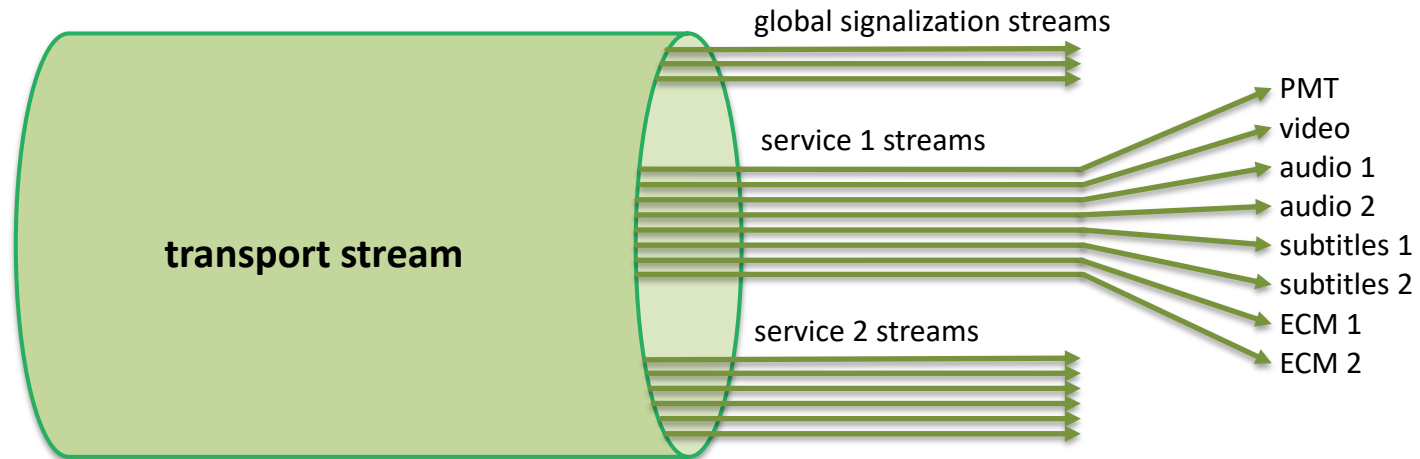 global signalization streams
PMT
video
service 1 streams
audio 1
audio 2
transport stream
subtitles 1
subtitles 2
ECM 1
service 2 streams
ECM 2